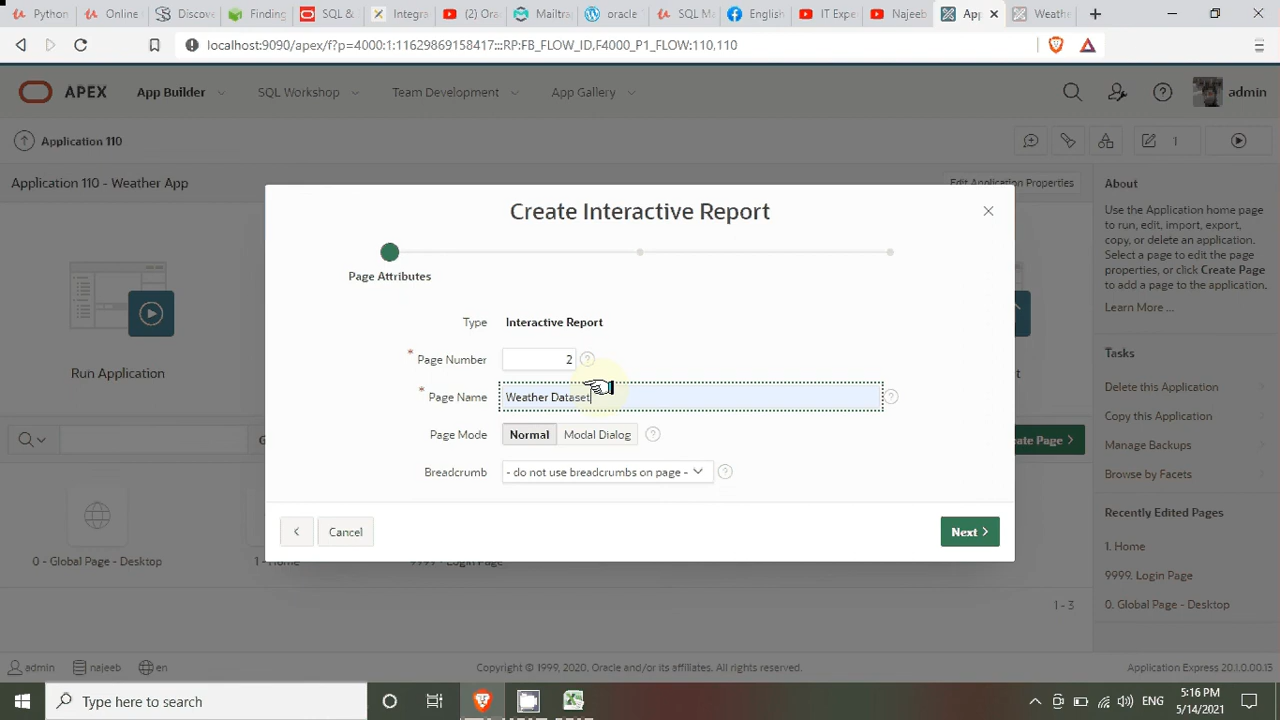 Python
Online
Discove
Finding
SQL &
Integra
(2) Ora
Mailtra
oracle
SQL Ma
English
IT Exp
Najeeb
App
Weathe
localhost:9090/apex/f?p=4000:1:11629869158417:::RP:FB_FLOW_ID,F4000_P1_FLOW:110,110
APEX
App Builder
SQL Workshop
Team Development
App Gallery
admin
Application 110
1
Application 110 - Weather App
Edit Application Properties
About
Use the Application home page
to run, edit, import, export,
copy, or delete an application.
Select a page to edit the page
properties, or click Create Page
to add a page to the application.
Learn More ...
Create Interactive Report
Page Attributes
Type Interactive Report
* Page Number 2 ?
* Page Name Weather Dataset ?
Page Mode Normal Modal Dialog ?
Breadcrumb - do not use breadcrumbs on page - ?
< Cancel
Next >
Run Application
Tasks
Delete this Application
Copy this Application
Manage Backups
Browse by Facets
Recently Edited Pages
1. Home
9999. Login Page
0. Global Page - Desktop
ate Page >
0 - Global Page - Desktop
1 - Home
9999 - Login Page
1 - 3
admin
najeeb
en
Copyright © 1999, 2020, Oracle and/or its affiliates. All rights reserved.
Application Express 20.1.0.00.13
Type here to search
ENG
5:16 PM
5/14/2021